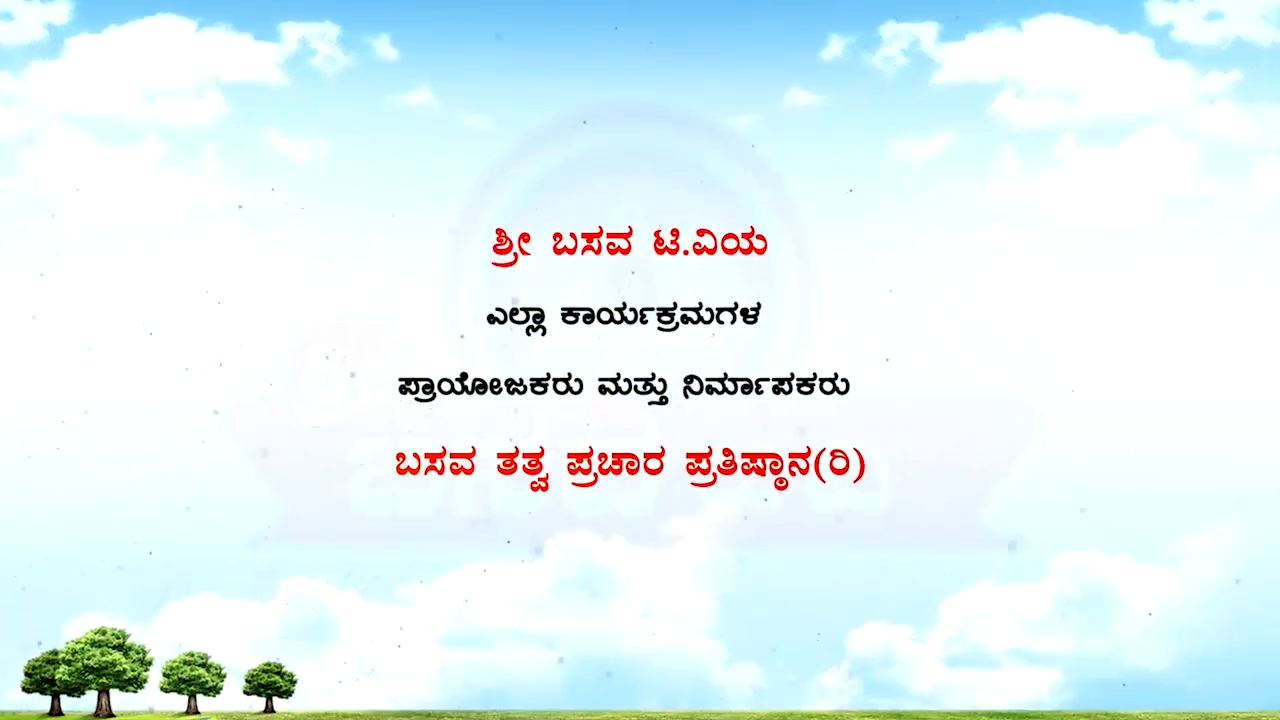 ಶ್ರೀ ಬಸವ ಟಿ.ವಿಯ
ಎಲ್ಲಾ ಕಾರ್ಯಕ್ರಮಗಳ
ಪ್ರಾಯೋಜಕರು ಮತ್ತು ನಿರ್ಮಾಪಕರು
ಬಸವ ತತ್ವ ಪ್ರಚಾರ ಪ್ರತಿಷ್ಠಾನ(ರಿ)